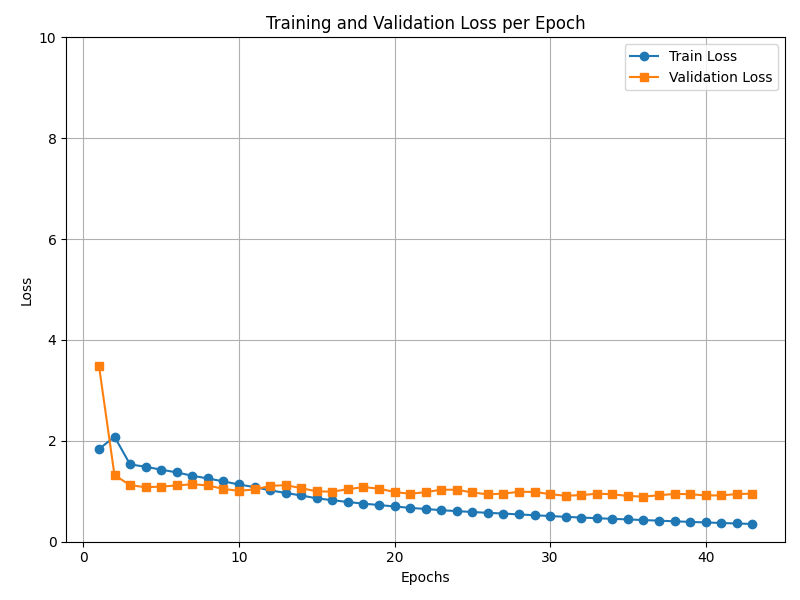 Training and Validation Loss per Epoch
10
8
6
4
2
0
Loss
Train Loss
Validation Loss
0 10 20 30 40
Epochs